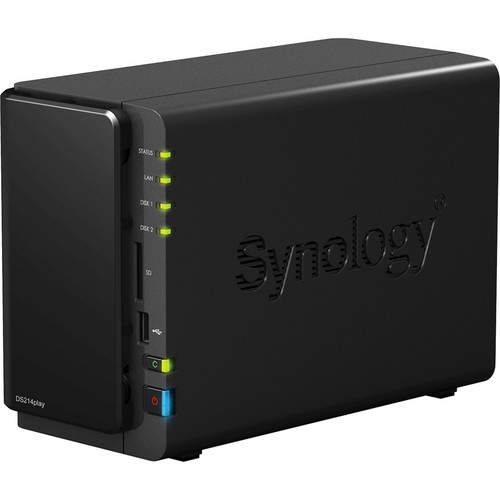 STATUS
LAN
DISK 1
DISK 2
SD
C
DS214play
Synology®